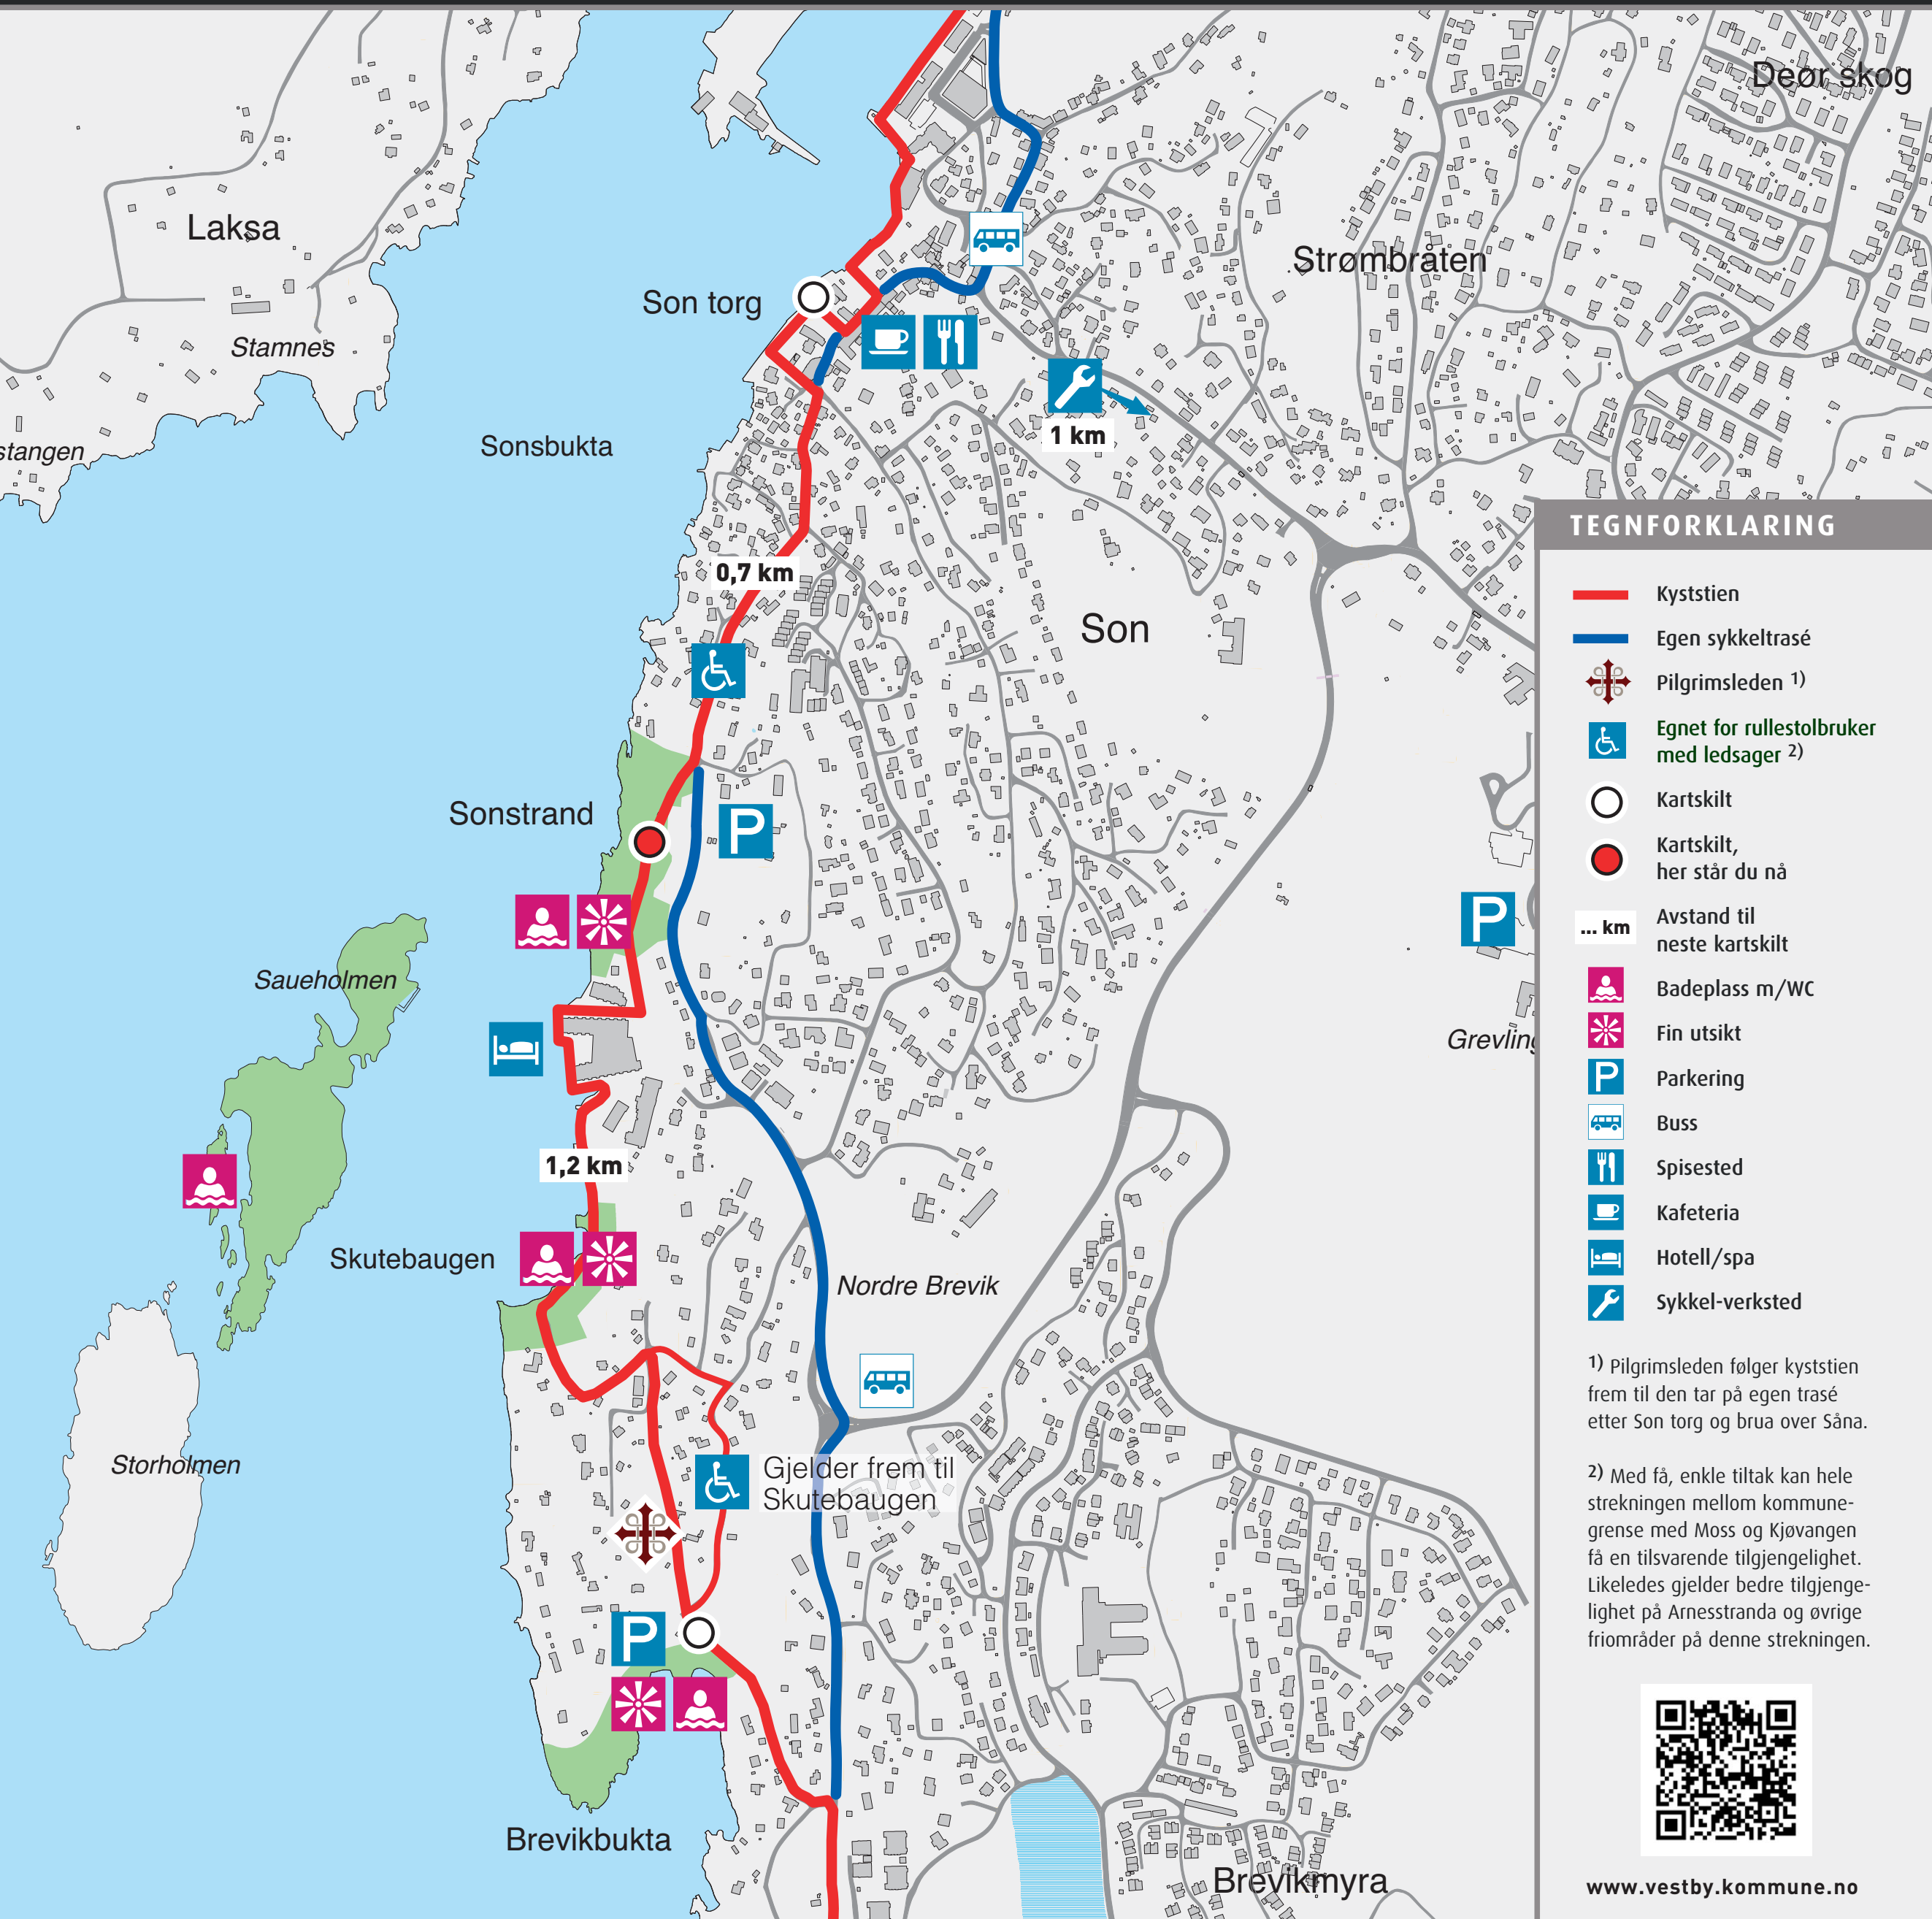 Deør skog
Laksa
Strømbråten
Son torg
Stamnes
stangen
Sonsbukta
1 km
0,7 km
Son
Sonstrand
P
P
Saueholmen
Grevling
1,2 km
Skutebaugen
Nordre Brevik
Storholmen
Gjelder frem til
Skutebaugen
P
Brevikbukta
Brevikmyra
TEGNFORKLARING
Kyststien
Egen sykkeltrasé
Pilgrimsleden 1)
Egnet for rullestolbruker
med ledsager 2)
Kartskilt
Kartskilt,
her står du nå
... km
Avstand til
neste kartskilt
Badeplass m/WC
Fin utsikt
P
Parkering
Buss
Spisested
Kafeteria
Hotell/spa
Sykkel-verksted
1) Pilgrimsleden følger kyststien
frem til den tar på egen trasé
etter Son torg og brua over Såna.
2) Med få, enkle tiltak kan hele
strekningen mellom kommune-
grense med Moss og Kjøvangen
få en tilsvarende tilgjengelighet.
Likeledes gjelder bedre tilgjenge-
lighet på Arnesstranda og øvrige
friområder på denne strekningen.
www.vestby.kommune.no